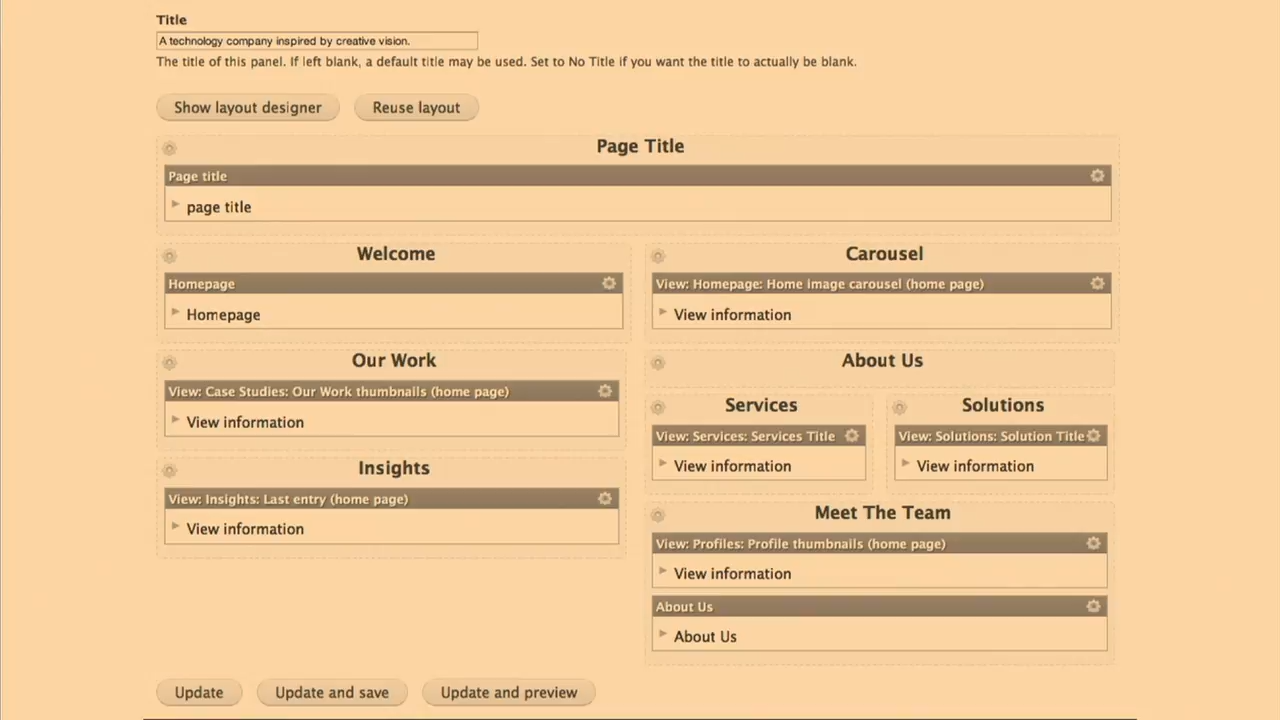 Title
A technology company inspired by creative vision.
The title of this panel. If left blank, a default title may be used. Set to No Title if you want the title to actually be blank.
Show layout designer
Reuse layout
Page Title
Page title
page title
Welcome
Homepage
Homepage
Carousel
View: Homepage: Home image carousel (home page)
View information
Our Work
View: Case Studies: Our Work thumbnails (home page)
View information
About Us
Services
View: Services: Services Title
View information
Solutions
View: Solutions: Solution Title
View information
Insights
View: Insights: Last entry (home page)
View information
Meet The Team
View: Profiles: Profile thumbnails (home page)
View information
About Us
About Us
Update
Update and save
Update and preview